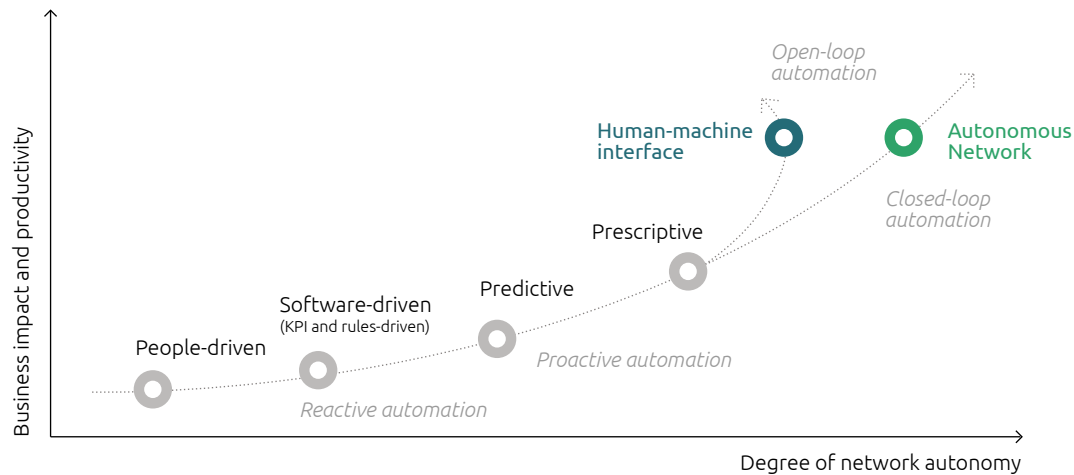 Open-loop
automation
Human-machine
interface
Autonomous
Network
Closed-loop
automation
Prescriptive
Predictive
Software-driven
(KPI and rules-driven)
People-driven
Proactive automation
Reactive automation
Business impact and productivity
Degree of network autonomy